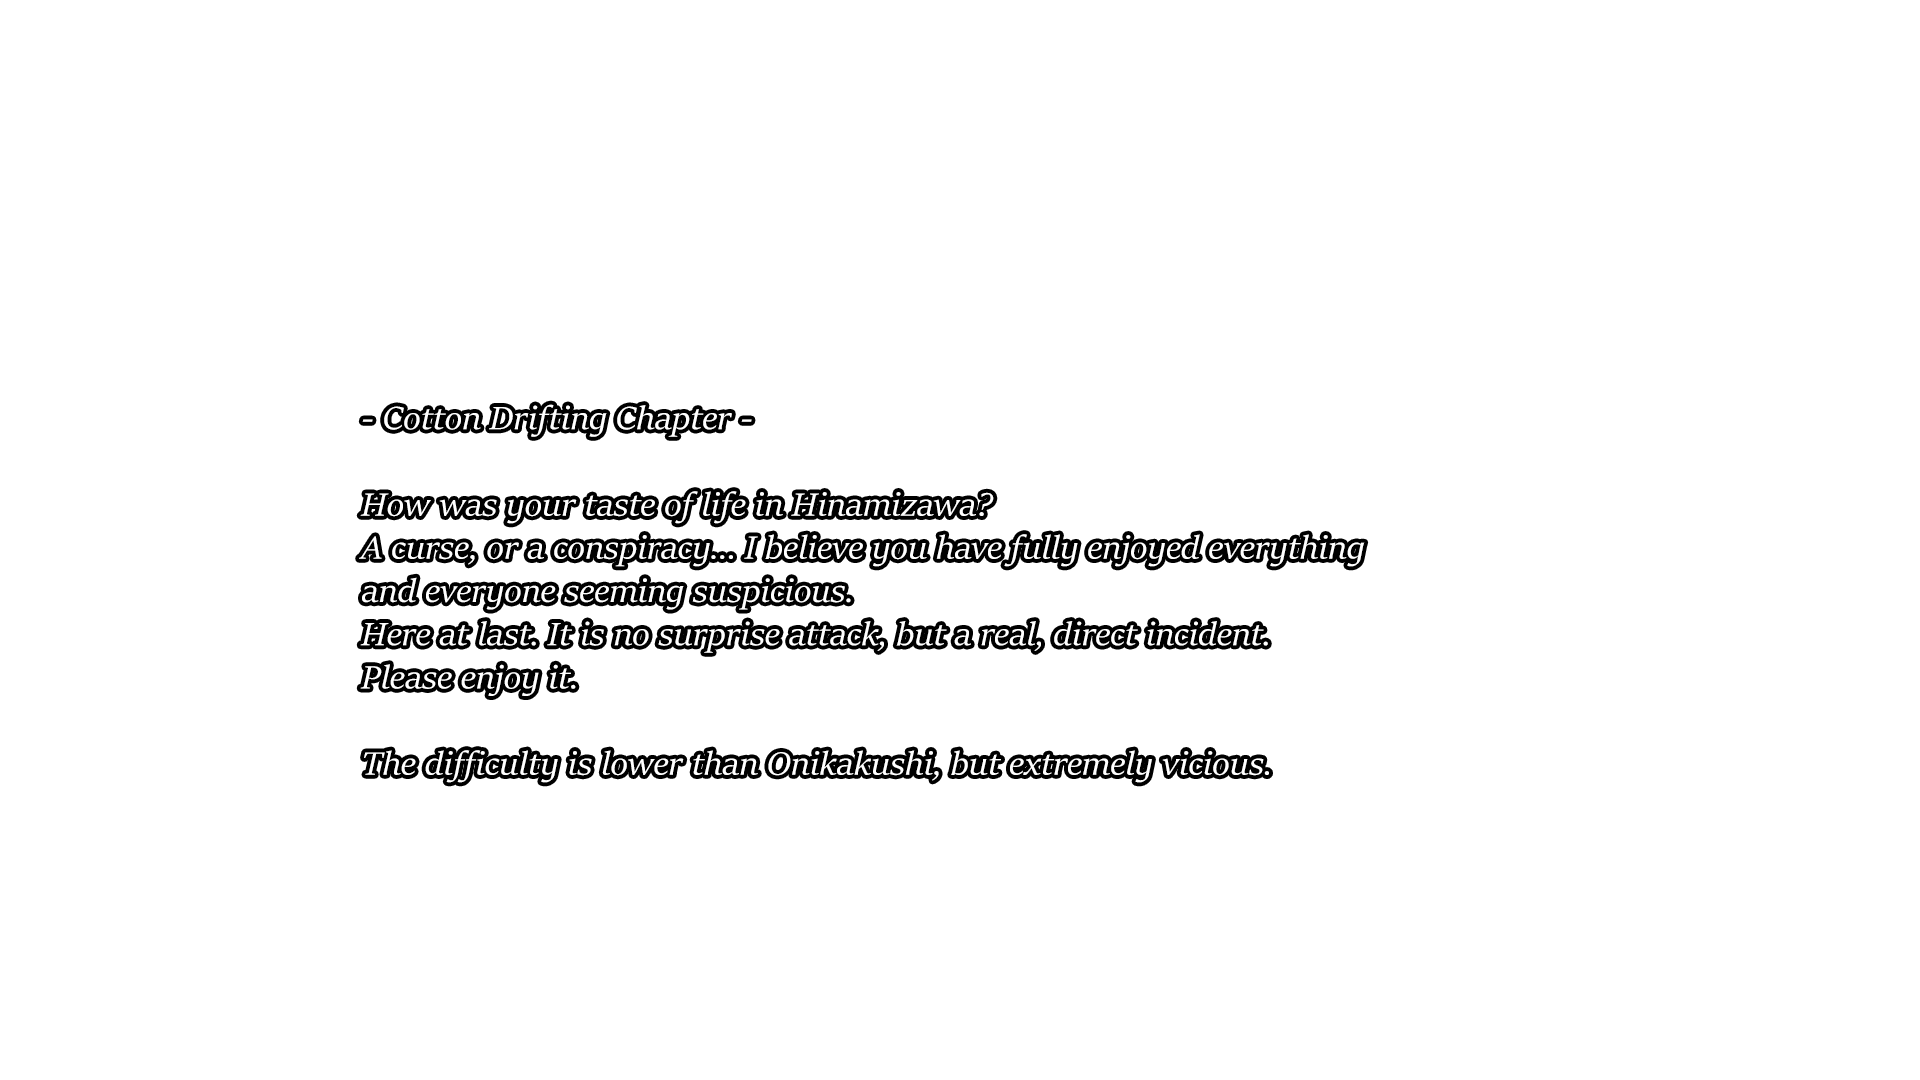 - Cotton Drifting Chapter -
How was your taste of life in Hinamizawa?
A curse, or a conspiracy... I believe you have fully enjoyed everything
and everyone seeming suspicious.
Here at last. It is no surprise attack, but a real, direct incident.
Please enjoy it.
The difficulty is lower than Onikakushi, but extremely vicious.